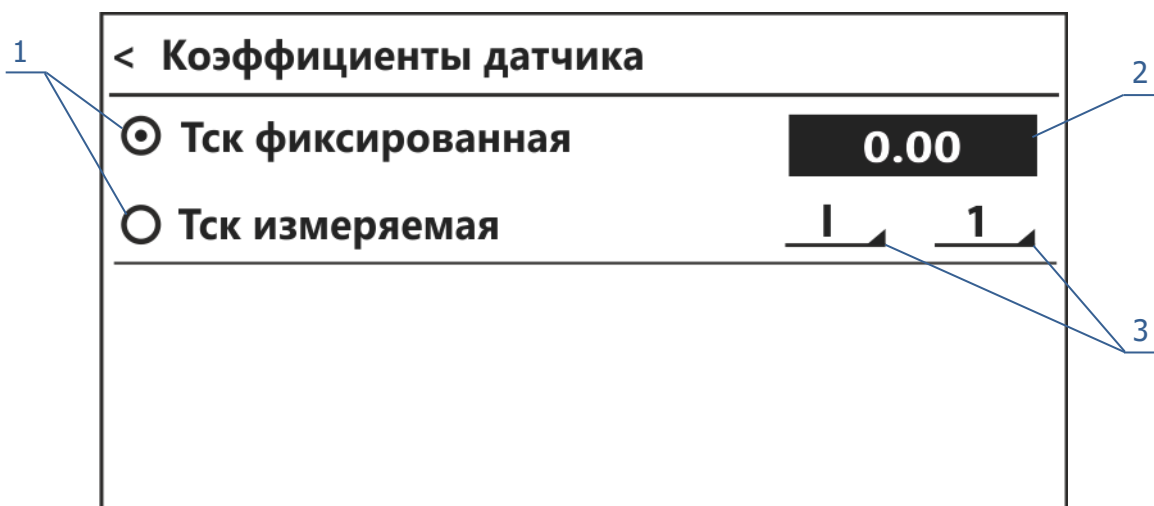 1
< Коэффициенты датчика
2
Тск фиксированная 0.00
Тск измеряемая I 1
3